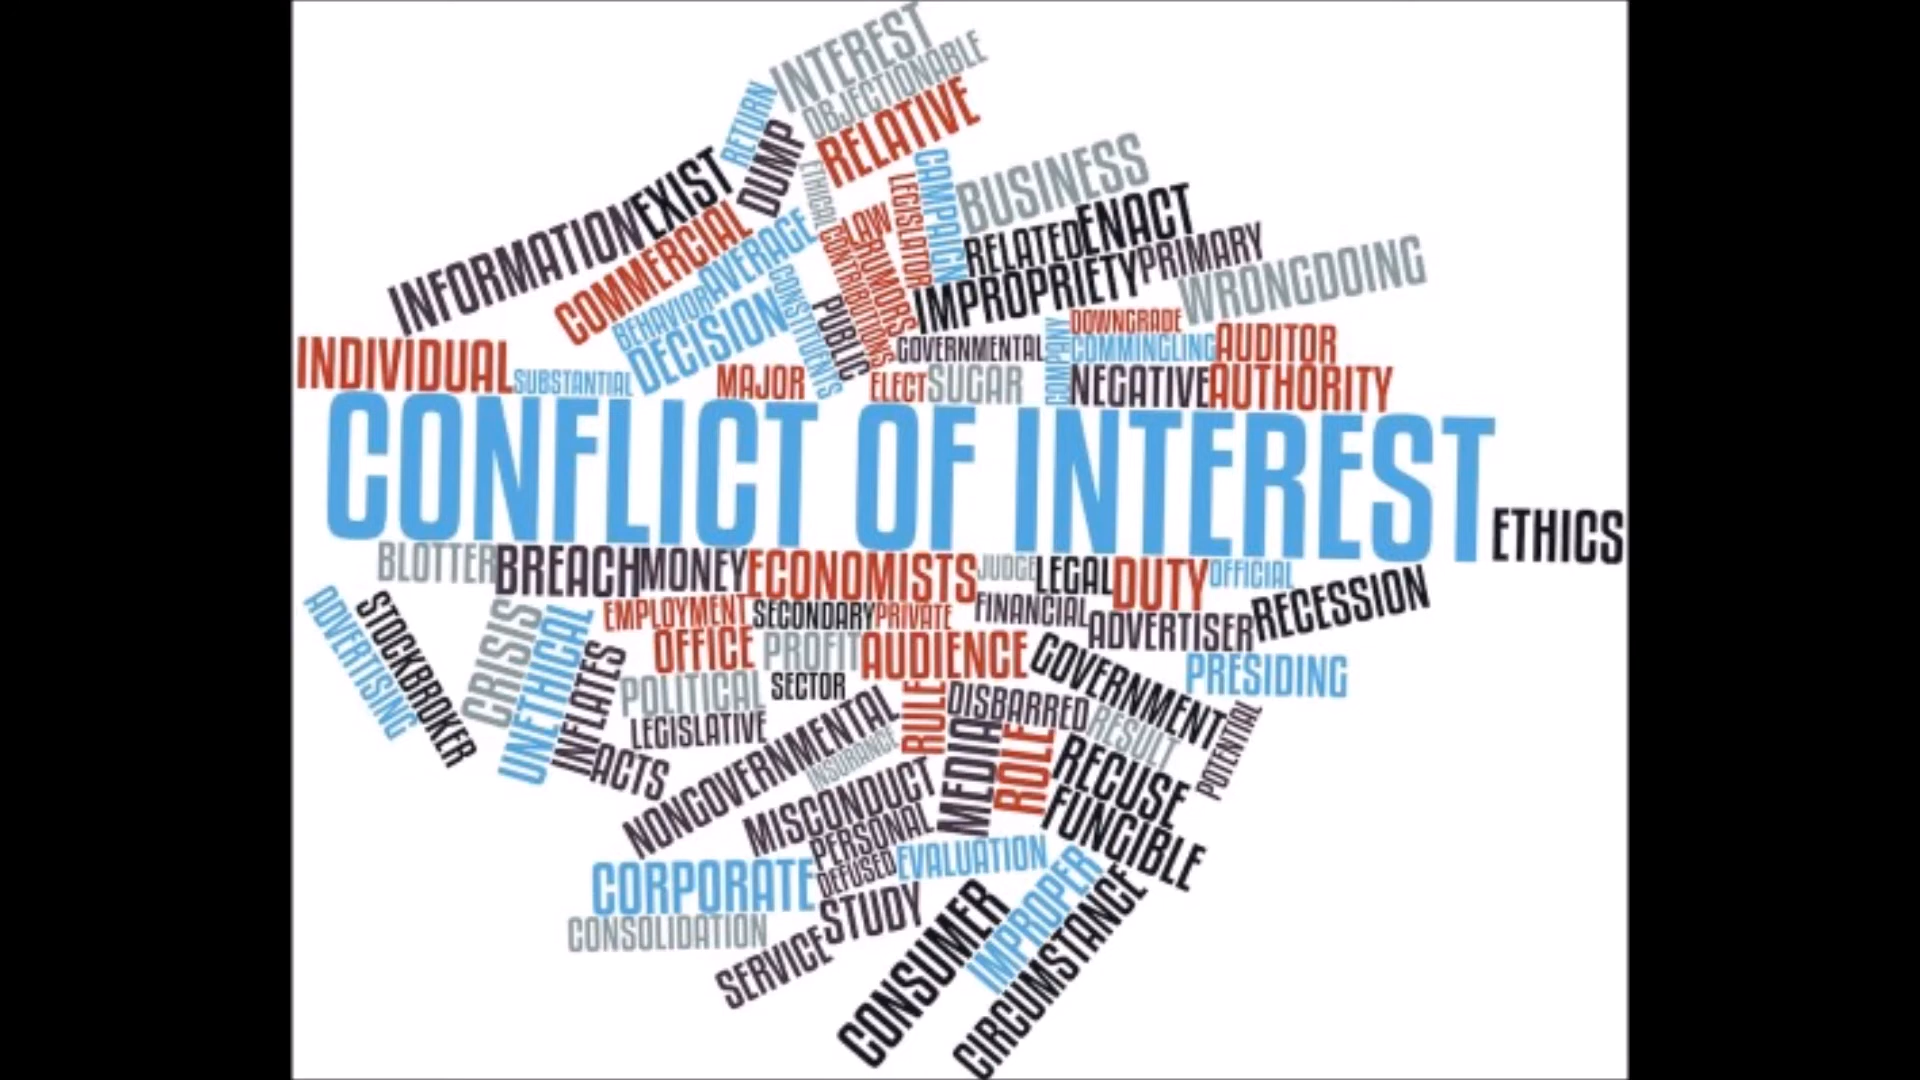 INTEREST
OBJECTIONABLE
RETURN
DUMP
RELATIVE
ETHICAL
CAMPAIGN
LEGISLATOR
BUSINESS
EXIST
INFORMATION
COMMERCIAL
AVERAGE
BEHAVIOR
DECISION
CONSTITUENTS
LAW
RUMORS
CONTRIBUTIONS
PUBLIC
RELATED
ENACT
IMPROPRIETY
PRIMARY
WRONGDOING
GOVERNMENTAL
COMPANY
DOWNGRADE
COMMINGLING
AUDITOR
INDIVIDUAL
SUBSTANTIAL
MAJOR
ELECT
SUGAR
NEGATIVE
AUTHORITY
CONFLICT OF INTEREST
ETHICS
BLOTTER
BREACH
MONEY
ECONOMISTS
JUDGE
LEGAL
DUTY
OFFICIAL
RECESSION
ADVERTISING
STOCKBROKER
CRISIS
UNETHICAL
INFLATES
ACTS
EMPLOYMENT
SECONDARY
PRIVATE
FINANCIAL
ADVERTISER
OFFICE
PROFIT
AUDIENCE
GOVERNMENT
PRESIDING
POLITICAL
SECTOR
LEGISLATIVE
NONGOVERNMENTAL
INSURANCE
RULE
DISBARRED
RESULT
POTENTIAL
MEDIA
ROLE
RECUSE
FUNGIBLE
MISCONDUCT
PERSONAL
DEFUSED
EVALUATION
CORPORATE
CONSOLIDATION
STUDY
SERVICE
CONSUMER
IMPROPER
CIRCUMSTANCE